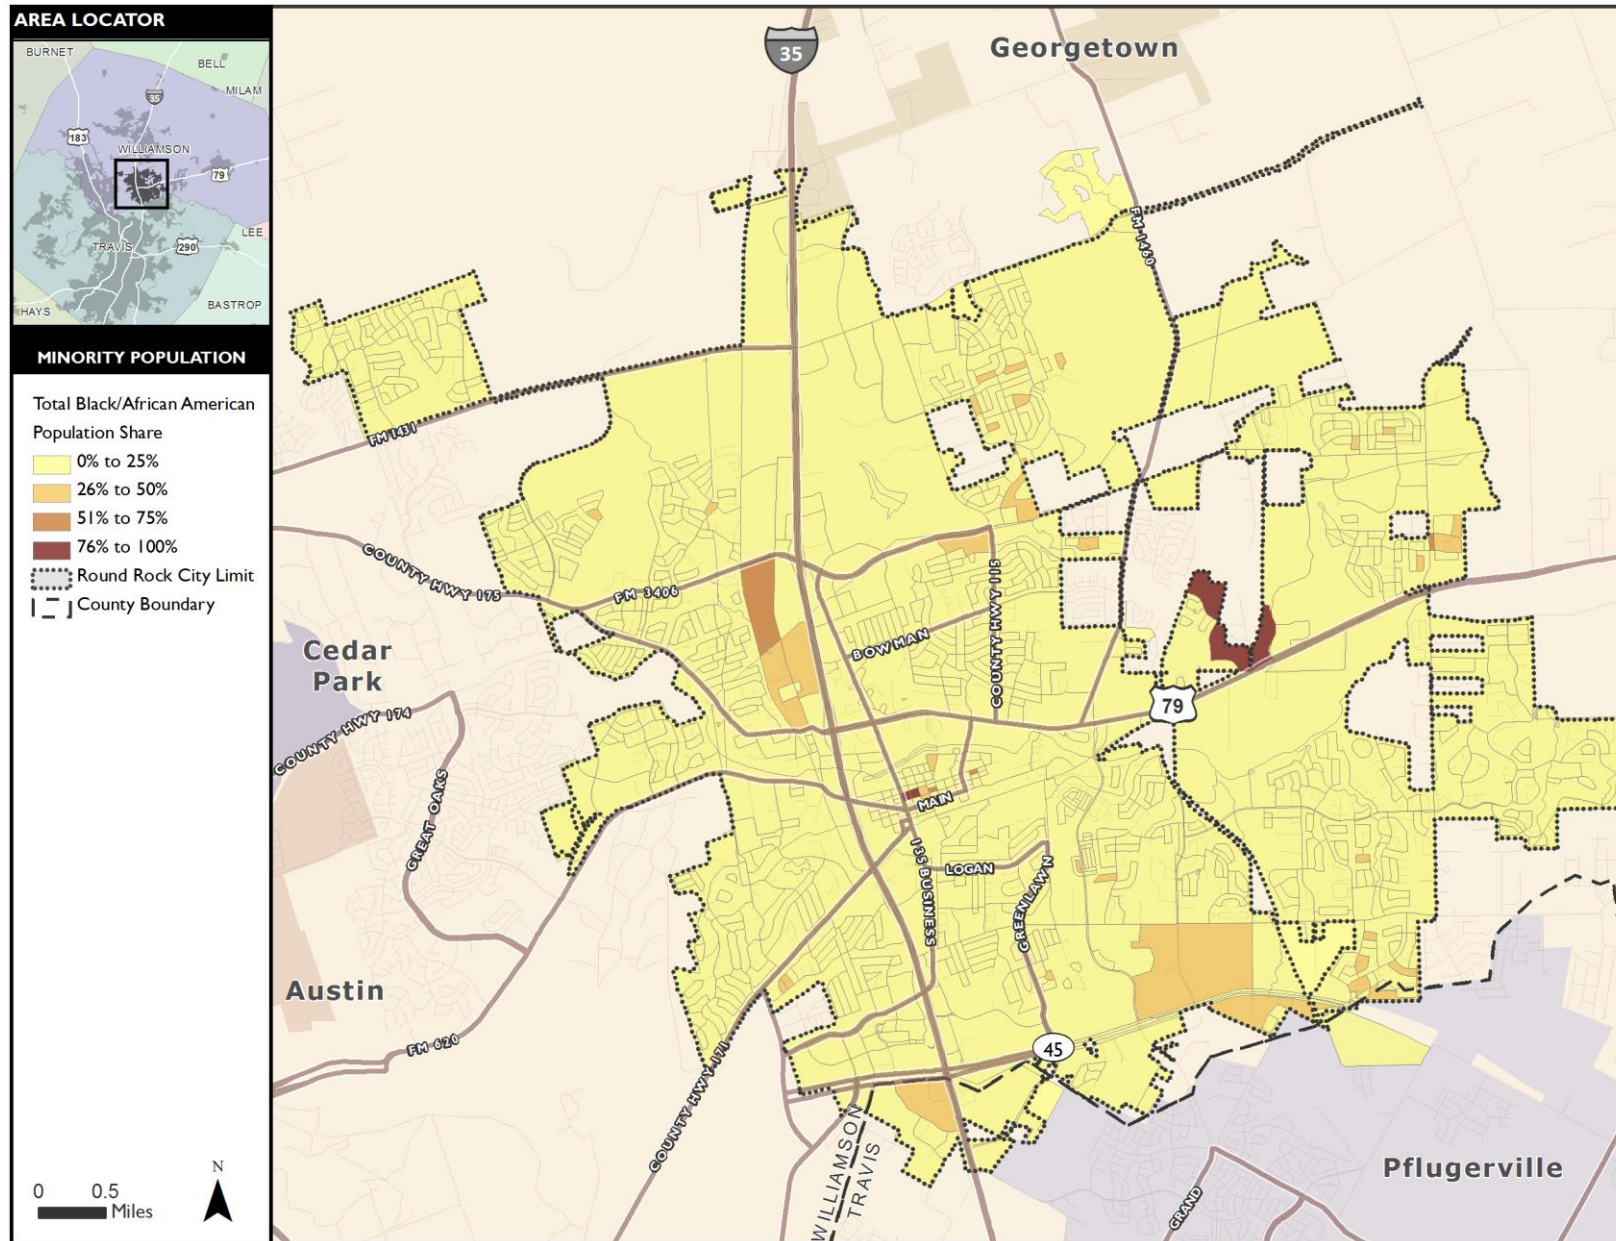 AREA LOCATOR
BURNET
BELL
MILAM
35
183
WILLIAMSON
79
TRAVIS
290
LEE
HAYS
BASTROP
MINORITY POPULATION
Total Black/African American
Population Share
0% to 25%
26% to 50%
51% to 75%
76% to 100%
Round Rock City Limit
County Boundary
0 0.5
Miles
N
35
Georgetown
FM 1460
FM 1431
COUNTY HWY 175
FM 3406
BOWMAN
COUNTY HWY 115
Cedar
Park
79
COUNTY HWY 174
GREAT OAKS
MAIN
I35 BUSINESS
LOGAN
GREENLAWN
Austin
FM 620
COUNTY HWY 171
45
WILLIAMSON
TRAVIS
Pflugerville
GRAND